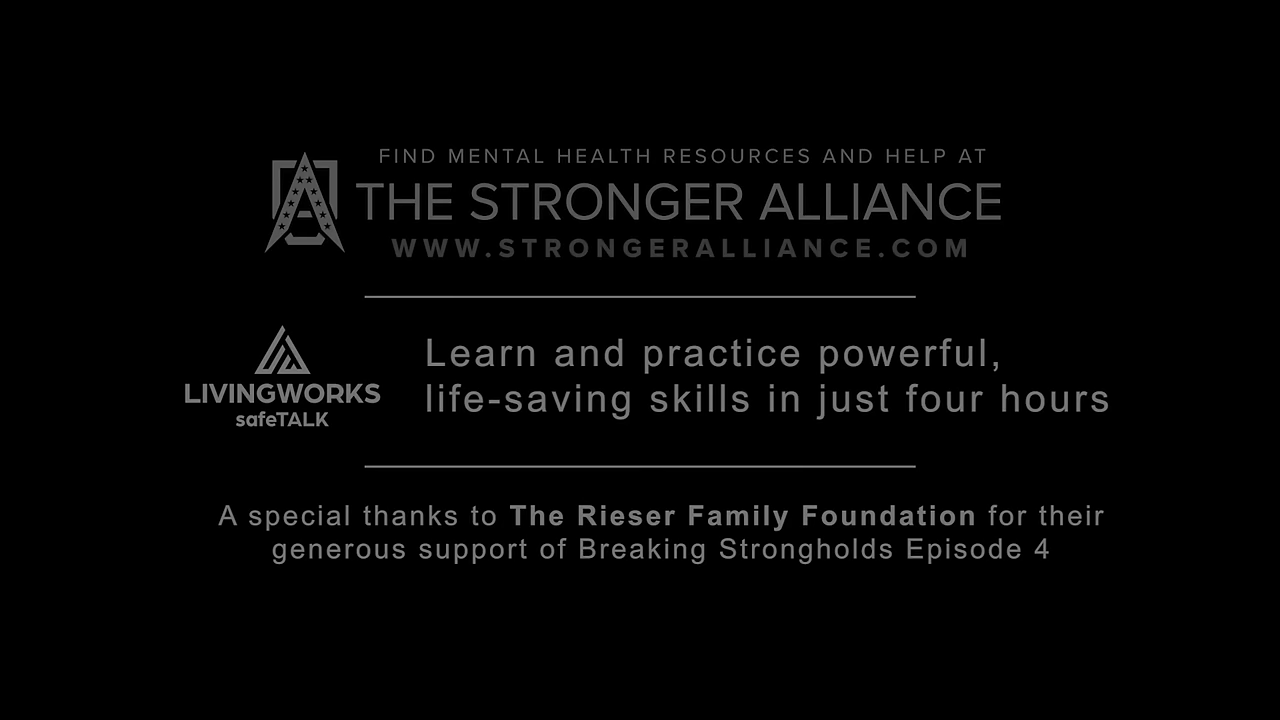 FIND MENTAL HEALTH RESOURCES AND HELP AT
THE STRONGER ALLIANCE
WWW.STRONGERALLIANCE.COM
LIVINGWORKS
safeTALK
Learn and practice powerful,
life-saving skills in just four hours
A special thanks to The Rieser Family Foundation for their
generous support of Breaking Strongholds Episode 4